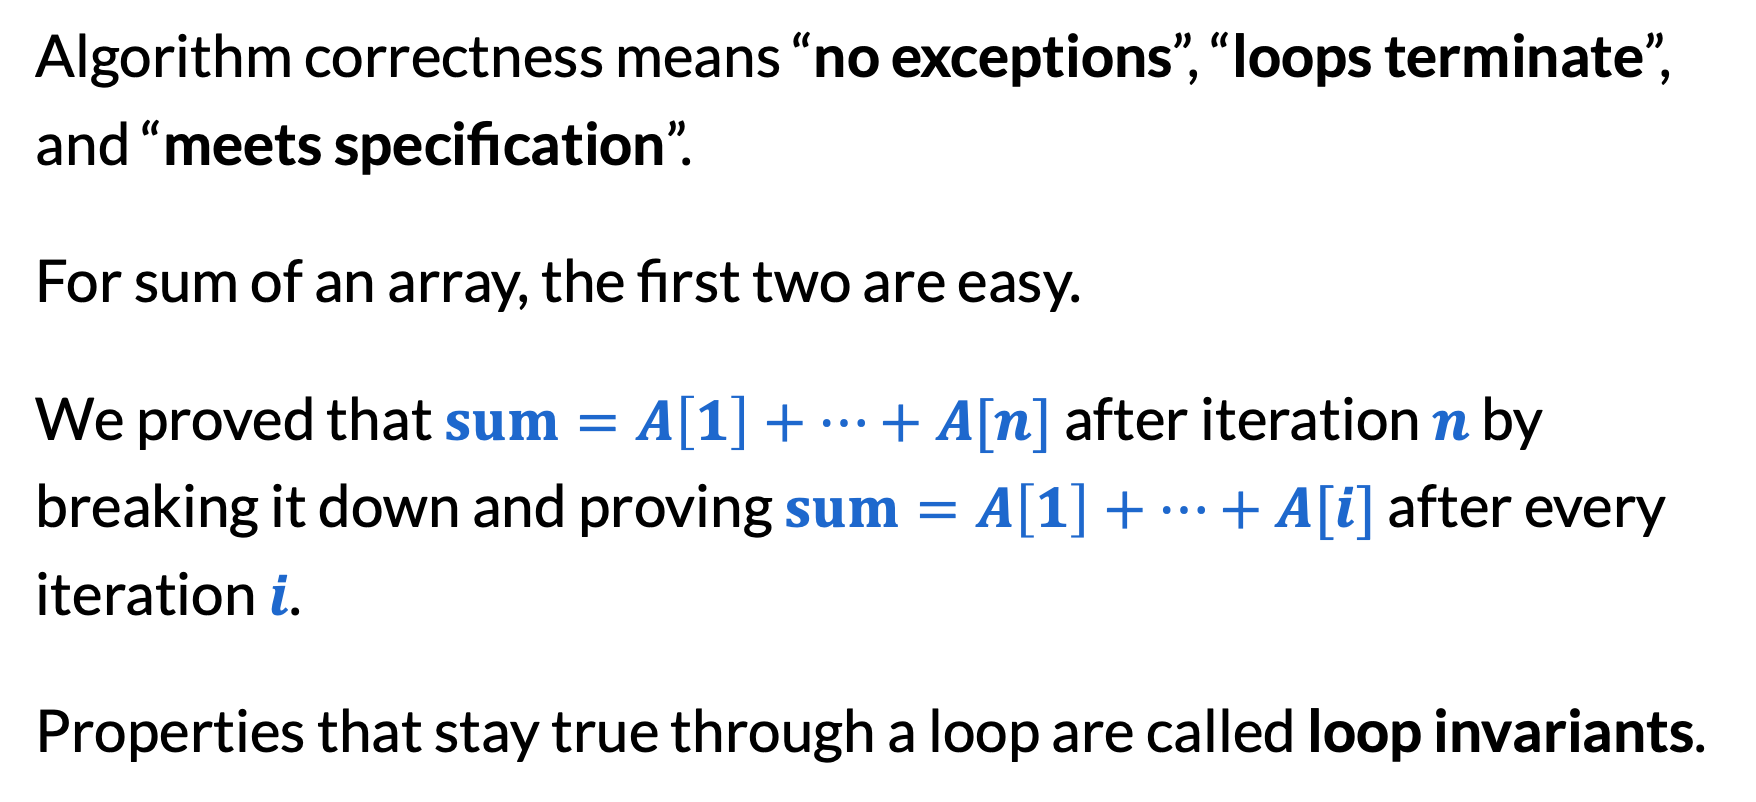 Algorithm correctness means “no exceptions”, “loops terminate”,
and “meets specification”.
For sum of an array, the first two are easy.
We proved that sum = A[1] + ⋯ + A[n] after iteration n by
breaking it down and proving sum = A[1] + ⋯ + A[i] after every
iteration i.
Properties that stay true through a loop are called loop invariants.